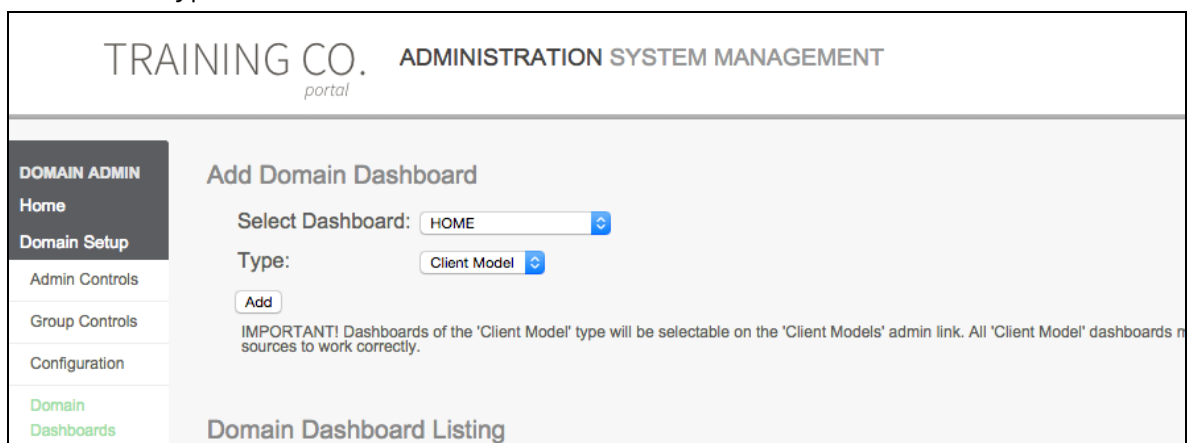 TRAINING CO. ADMINISTRATION SYSTEM MANAGEMENT
portal
DOMAIN ADMIN
Home
Domain Setup
Admin Controls
Group Controls
Configuration
Domain
Dashboards
Add Domain Dashboard
Select Dashboard: HOME
Type: Client Model
Add
IMPORTANT! Dashboards of the 'Client Model' type will be selectable on the 'Client Models' admin link. All 'Client Model' dashboards
sources to work correctly.
Domain Dashboard Listing